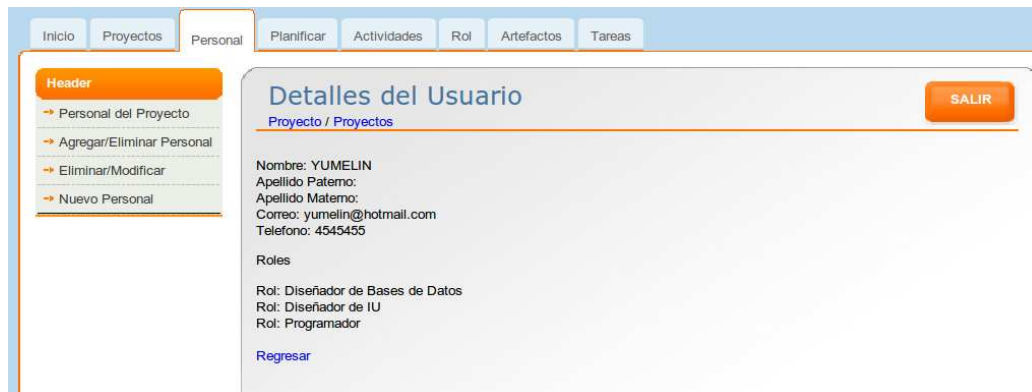 Inicio Proyectos Personal Planificar Actividades Rol Artefactos Tareas
Header
Personal del Proyecto
Agregar/Eliminar Personal
Eliminar/Modificar
Nuevo Personal
Detalles del Usuario
SALIR
Proyecto / Proyectos
Nombre: YUMELIN
Apellido Paterno:
Apellido Materno:
Correo: yumelin@hotmail.com
Telefono: 4545455
Roles
Rol: Diseñador de Bases de Datos
Rol: Diseñador de IU
Rol: Programador
Regresar